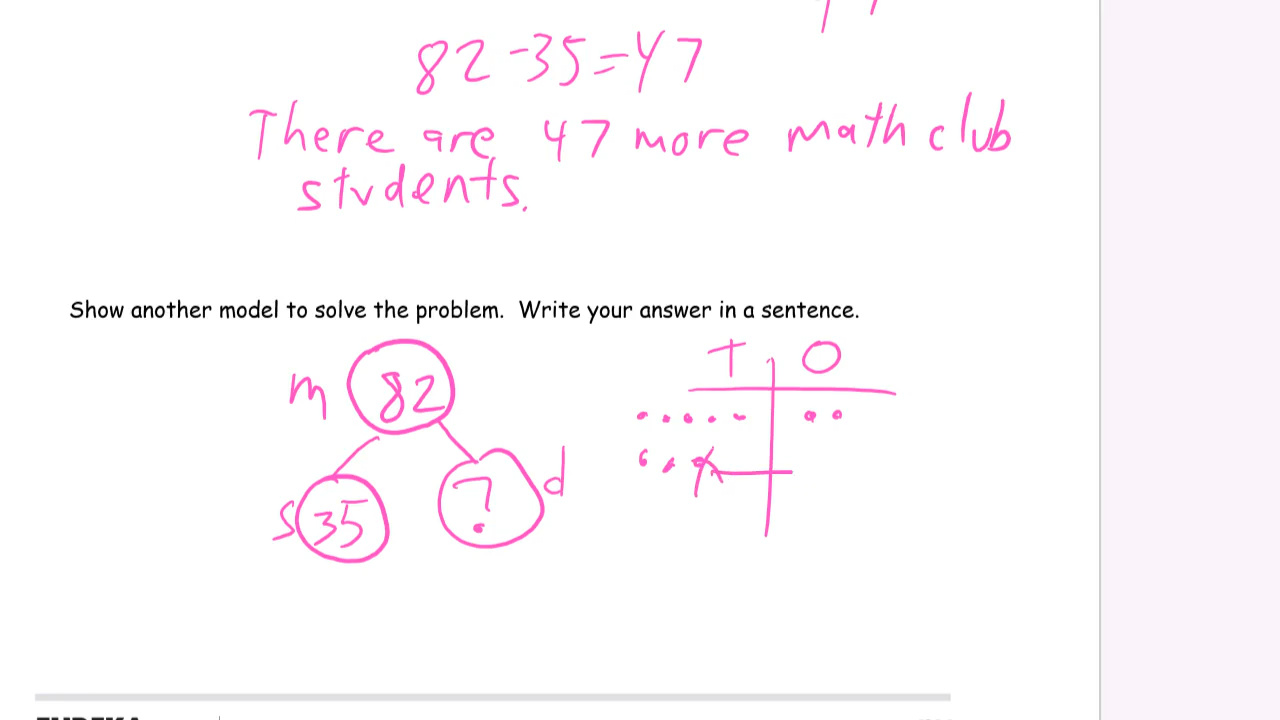 82 - 35 = 47
There are 47 more math club
students.
Show another model to solve the problem. Write your answer in a sentence.
m 82
s 35 ? d
T O